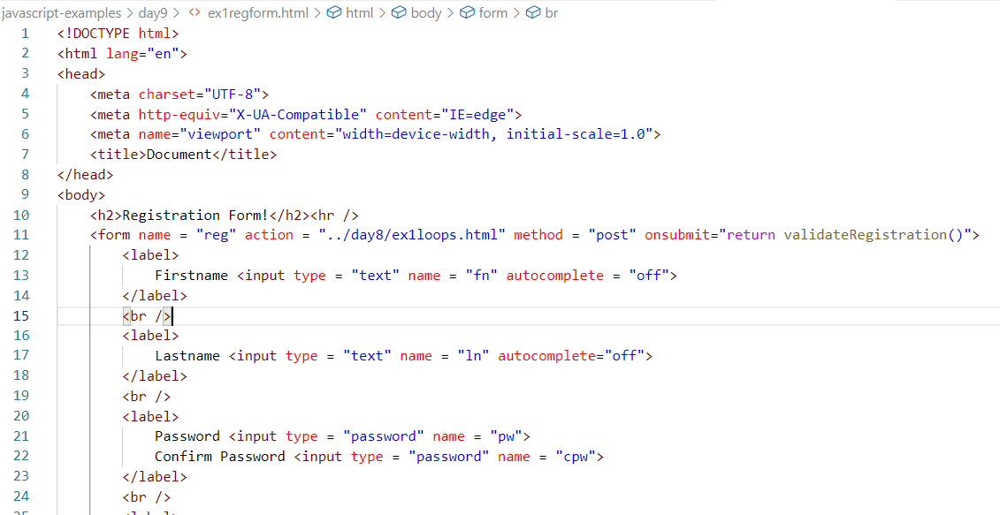 javascript-examples > day9 > <> ex1regform.html > html > body > form > br
1 <!DOCTYPE html>
2 <html lang="en">
3 <head>
4     <meta charset="UTF-8">
5     <meta http-equiv="X-UA-Compatible" content="IE=edge">
6     <meta name="viewport" content="width=device-width, initial-scale=1.0">
7     <title>Document</title>
8 </head>
9 <body>
10     <h2>Registration Form!</h2><hr />
11     <form name = "reg" action = "../day8/ex1loops.html" method = "post" onsubmit="return validateRegistration()">
12         <label>
13             Firstname <input type = "text" name = "fn" autocomplete = "off">
14         </label>
15         <br />
16         <label>
17             Lastname <input type = "text" name = "ln" autocomplete="off">
18         </label>
19         <br />
20         <label>
21             Password <input type = "password" name = "pw">
22             Confirm Password <input type = "password" name = "cpw">
23         </label>
24         <br />